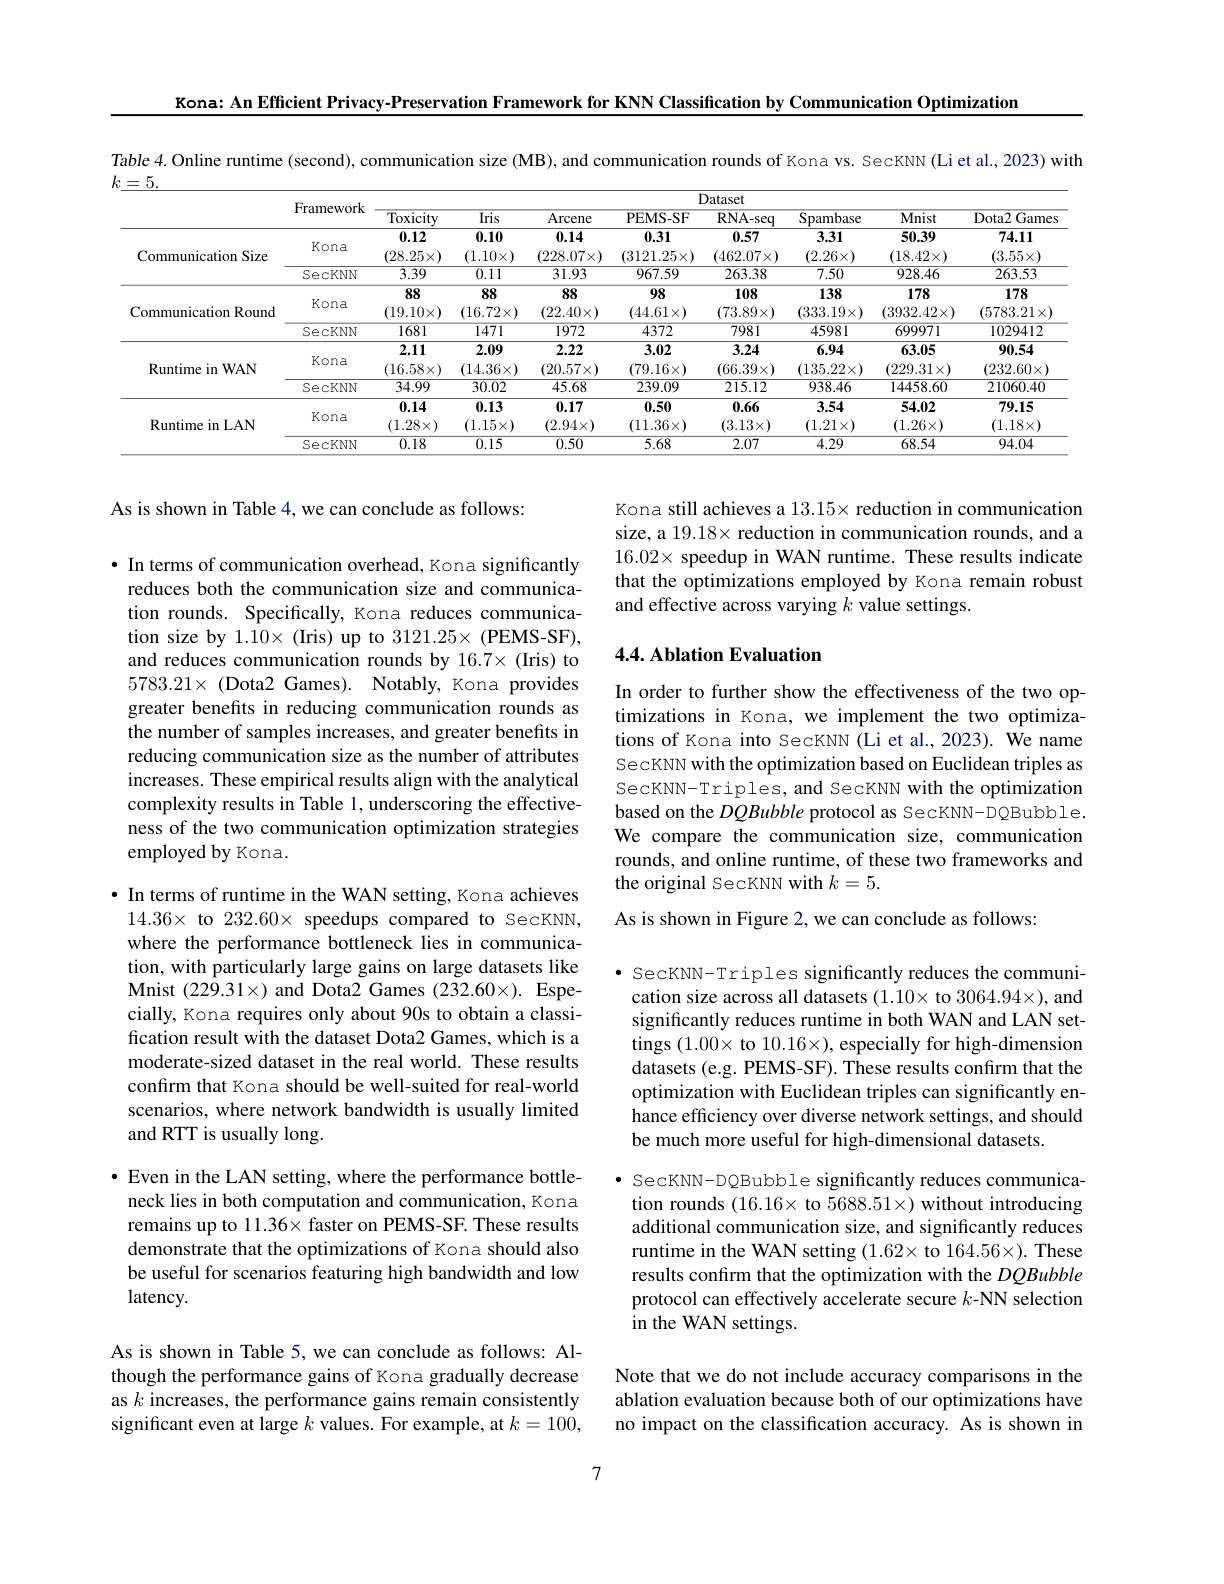 Kona: An Efficient Privacy-Preservation Framework for KNN Classification by Communication Optimization
Table 4. Online runtime (second), communication size (MB), and communication rounds of Kona vs. SecKNN (Li et al., 2023) with
k = 5.
Framework Dataset
Toxicity Iris Arcene PEMS-SF RNA-seq Spambase Mnist Dota2 Games
Communication Size Kona 0.12 0.10 0.14 0.31 0.57 3.31 50.39 74.11
(28.25×) (1.10×) (228.07×) (3121.25×) (462.07×) (2.26×) (18.42×) (3.55×)
SecKNN 3.39 0.11 31.93 967.59 263.38 7.50 928.46 263.53
Communication Round Kona 88 88 88 98 108 138 178 178
(19.10×) (16.72×) (22.40×) (44.61×) (73.89×) (333.19×) (3932.42×) (5783.21×)
SecKNN 1681 1471 1972 4372 7981 45981 699971 1029412
Runtime in WAN Kona 2.11 2.09 2.22 3.02 3.24 6.94 63.05 90.54
(16.58×) (14.36×) (20.57×) (79.16×) (66.39×) (135.22×) (229.31×) (232.60×)
SecKNN 34.99 30.02 45.68 239.09 215.12 938.46 14458.60 21060.40
Runtime in LAN Kona 0.14 0.13 0.17 0.50 0.66 3.54 54.02 79.15
(1.28×) (1.15×) (2.94×) (11.36×) (3.13×) (1.21×) (1.26×) (1.18×)
SecKNN 0.18 0.15 0.50 5.68 2.07 4.29 68.54 94.04
As is shown in Table 4, we can conclude as follows:
• In terms of communication overhead, Kona significantly
reduces both the communication size and communica-
tion rounds. Specifically, Kona reduces communica-
tion size by 1.10× (Iris) up to 3121.25× (PEMS-SF),
and reduces communication rounds by 16.7× (Iris) to
5783.21× (Dota2 Games). Notably, Kona provides
greater benefits in reducing communication rounds as
the number of samples increases, and greater benefits in
reducing communication size as the number of attributes
increases. These empirical results align with the analytical
complexity results in Table 1, underscoring the effective-
ness of the two communication optimization strategies
employed by Kona.
• In terms of runtime in the WAN setting, Kona achieves
14.36× to 232.60× speedups compared to SecKNN,
where the performance bottleneck lies in communica-
tion, with particularly large gains on large datasets like
Mnist (229.31×) and Dota2 Games (232.60×). Espe-
cially, Kona requires only about 90s to obtain a classi-
fication result with the dataset Dota2 Games, which is a
moderate-sized dataset in the real world. These results
confirm that Kona should be well-suited for real-world
scenarios, where network bandwidth is usually limited
and RTT is usually long.
• Even in the LAN setting, where the performance bottle-
neck lies in both computation and communication, Kona
remains up to 11.36× faster on PEMS-SF. These results
demonstrate that the optimizations of Kona should also
be useful for scenarios featuring high bandwidth and low
latency.
As is shown in Table 5, we can conclude as follows: Al-
though the performance gains of Kona gradually decrease
as k increases, the performance gains remain consistently
significant even at large k values. For example, at k = 100,
Kona still achieves a 13.15× reduction in communication
size, a 19.18× reduction in communication rounds, and a
16.02× speedup in WAN runtime. These results indicate
that the optimizations employed by Kona remain robust
and effective across varying k value settings.
4.4. Ablation Evaluation
In order to further show the effectiveness of the two op-
timizations in Kona, we implement the two optimiza-
tions of Kona into SecKNN (Li et al., 2023). We name
SecKNN with the optimization based on Euclidean triples as
SecKNN-Triples, and SecKNN with the optimization
based on the DQBubble protocol as SecKNN-DQBubble.
We compare the communication size, communication
rounds, and online runtime, of these two frameworks and
the original SecKNN with k = 5.
As is shown in Figure 2, we can conclude as follows:
• SecKNN-Triples significantly reduces the communi-
cation size across all datasets (1.10× to 3064.94×), and
significantly reduces runtime in both WAN and LAN set-
tings (1.00× to 10.16×), especially for high-dimension
datasets (e.g. PEMS-SF). These results confirm that the
optimization with Euclidean triples can significantly en-
hance efficiency over diverse network settings, and should
be much more useful for high-dimensional datasets.
• SecKNN-DQBubble significantly reduces communica-
tion rounds (16.16× to 5688.51×) without introducing
additional communication size, and significantly reduces
runtime in the WAN setting (1.62× to 164.56×). These
results confirm that the optimization with the DQBubble
protocol can effectively accelerate secure k-NN selection
in the WAN settings.
Note that we do not include accuracy comparisons in the
ablation evaluation because both of our optimizations have
no impact on the classification accuracy. As is shown in
7